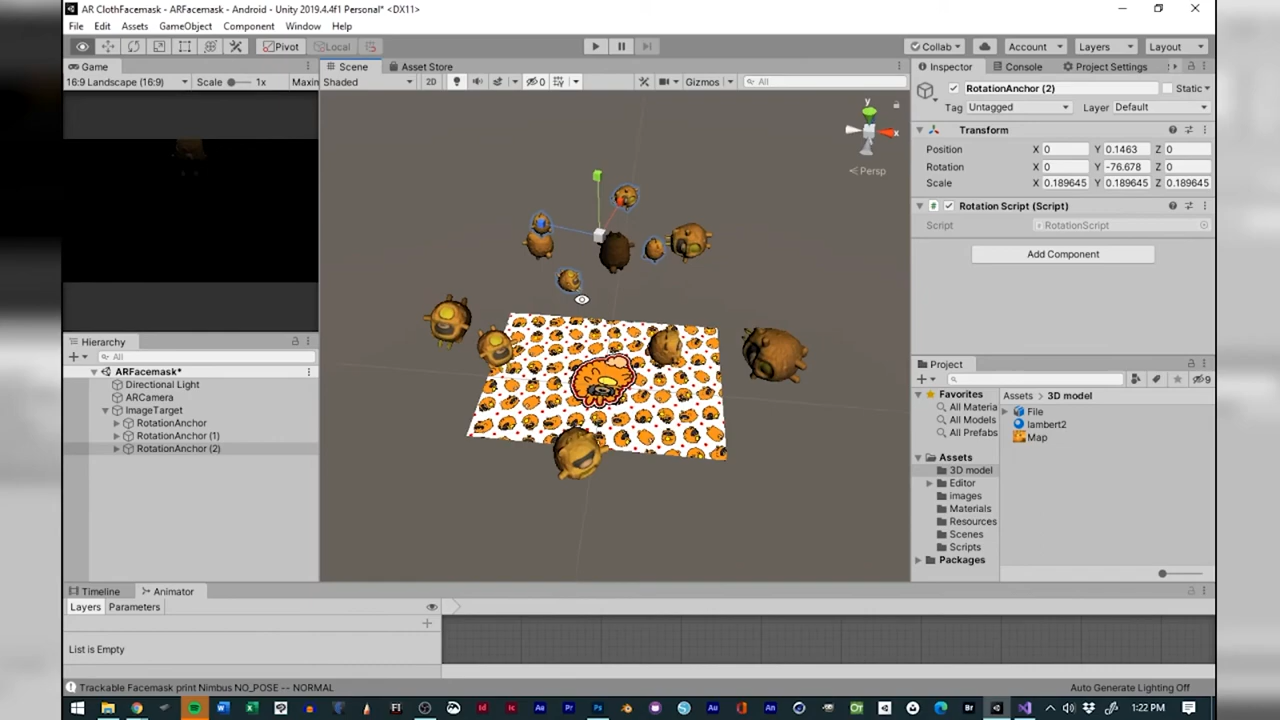 AR ClothFacemask - ARFacemask - Android - Unity 2019.4.4f1 Personal* <DX11>
File Edit Assets GameObject Component Window Help
Pivot Local Collab Account Layers Layout
Game
16:9 Landscape (16:9) Scale 1x Maxin
Scene Asset Store
Shaded 2D 0 Gizmos All
y
x
Persp
Inspector Console Project Settings
RotationAnchor (2) Static
Tag Untagged Layer Default
Transform
Position X 0 Y 0.1463 Z 0
Rotation X 0 Y -76.678 Z 0
Scale X 0.189645 Y 0.189645 Z 0.189645
# Rotation Script (Script)
Script RotationScript
Add Component
Hierarchy
All
ARFacemask*
Directional Light
ARCamera
ImageTarget
RotationAnchor
RotationAnchor (1)
RotationAnchor (2)
Project
9
Favorites
All Materia
All Models
All Prefabs
Assets
3D model
Editor
images
Materials
Resources
Scenes
Scripts
Packages
Assets > 3D model
File
lambert2
Map
Timeline Animator
Layers Parameters
List is Empty
Trackable Facemask print Nimbus NO_POSE -- NORMAL
Auto Generate Lighting Off
1:22 PM